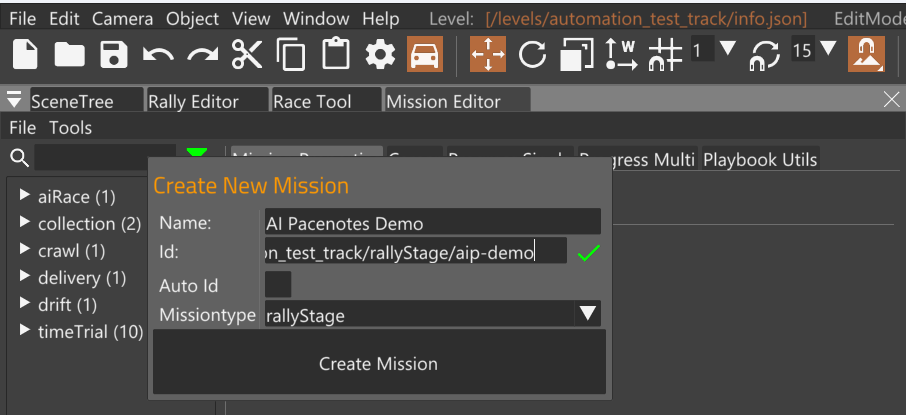 File Edit Camera Object View Window Help Level: [/levels/automation_test_track/info.json] EditMode
1 15
SceneTree Rally Editor Race Tool Mission Editor
File Tools
Progress Multi Playbook Utils
Create New Mission
aiRace (1)
Name: AI Pacenotes Demo
collection (2)
Id: on_test_track/rallyStage/aip-demo
crawl (1)
delivery (1)
Auto Id
drift (1)
Missiontype rallyStage
timeTrial (10)
Create Mission